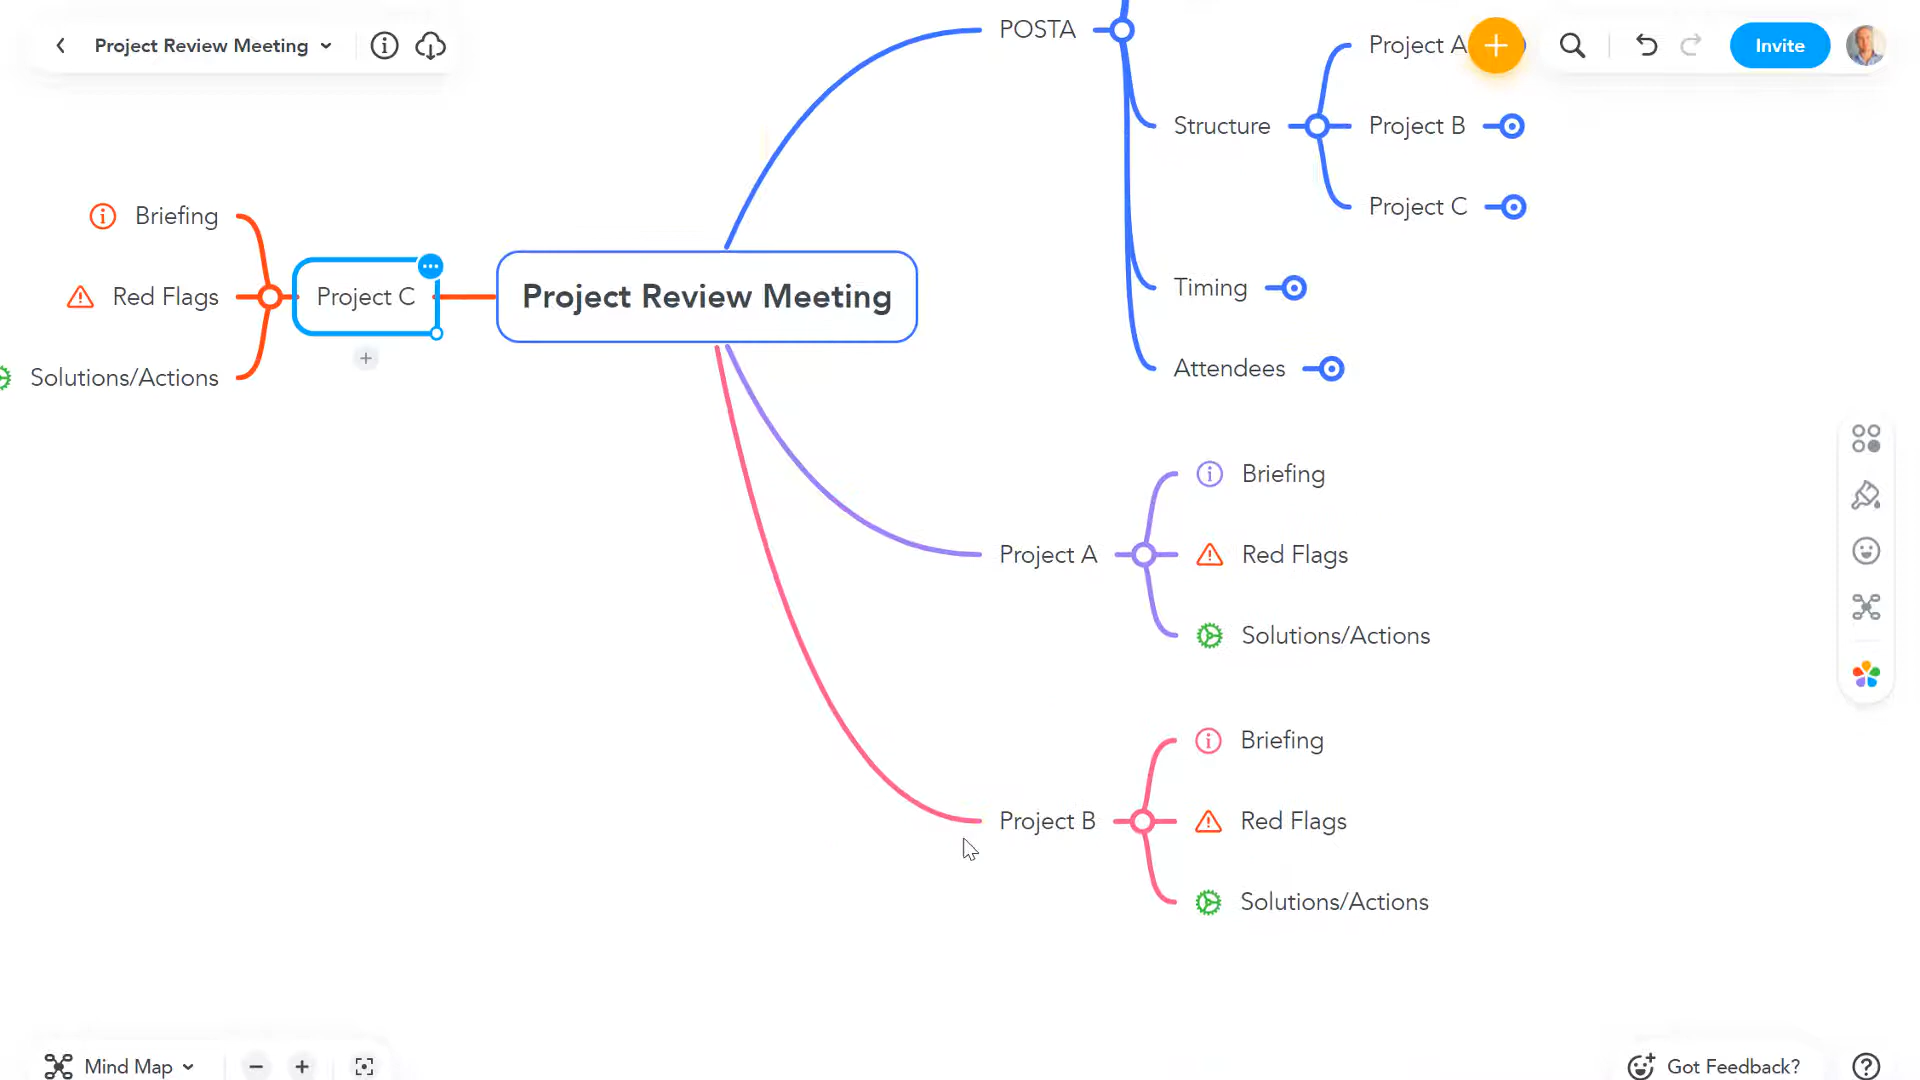 Project Review Meeting
Invite
POSTA
Project A
Structure
Project B
Project C
Timing
Attendees
Briefing
Red Flags
Solutions/Actions
Project C
Project Review Meeting
Project A
Briefing
Red Flags
Solutions/Actions
Project B
Briefing
Red Flags
Solutions/Actions
Mind Map
Got Feedback?